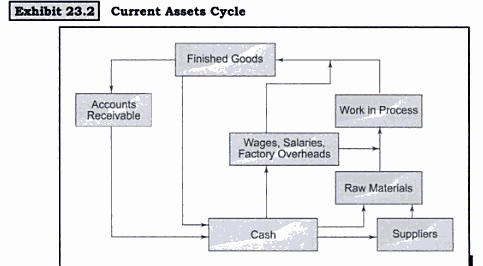 Exhibit 23.2 Current Assets Cycle
Finished Goods
Accounts
Receivable
Work in Process
Wages, Salaries,
Factory Overheads
Raw Materials
Cash
Suppliers